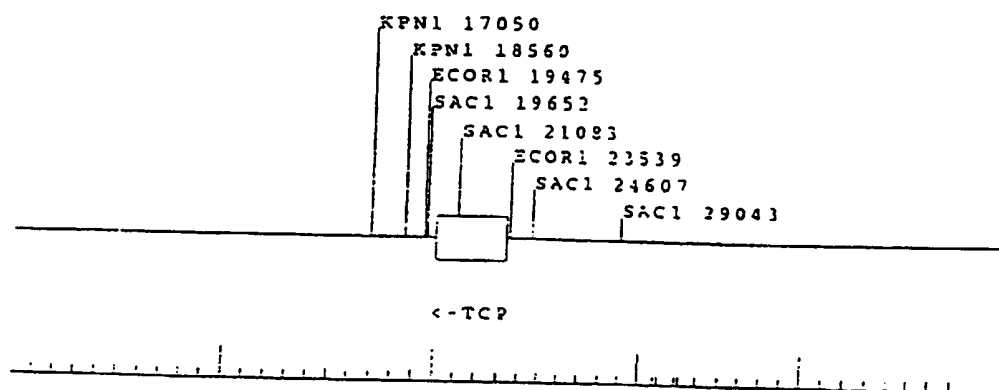 KPN1 17050
KPN1 18560
ECOR1 19475
SAC1 19652
SAC1 21083
ECOR1 23539
SAC1 24607
SAC1 29043
<-TCP